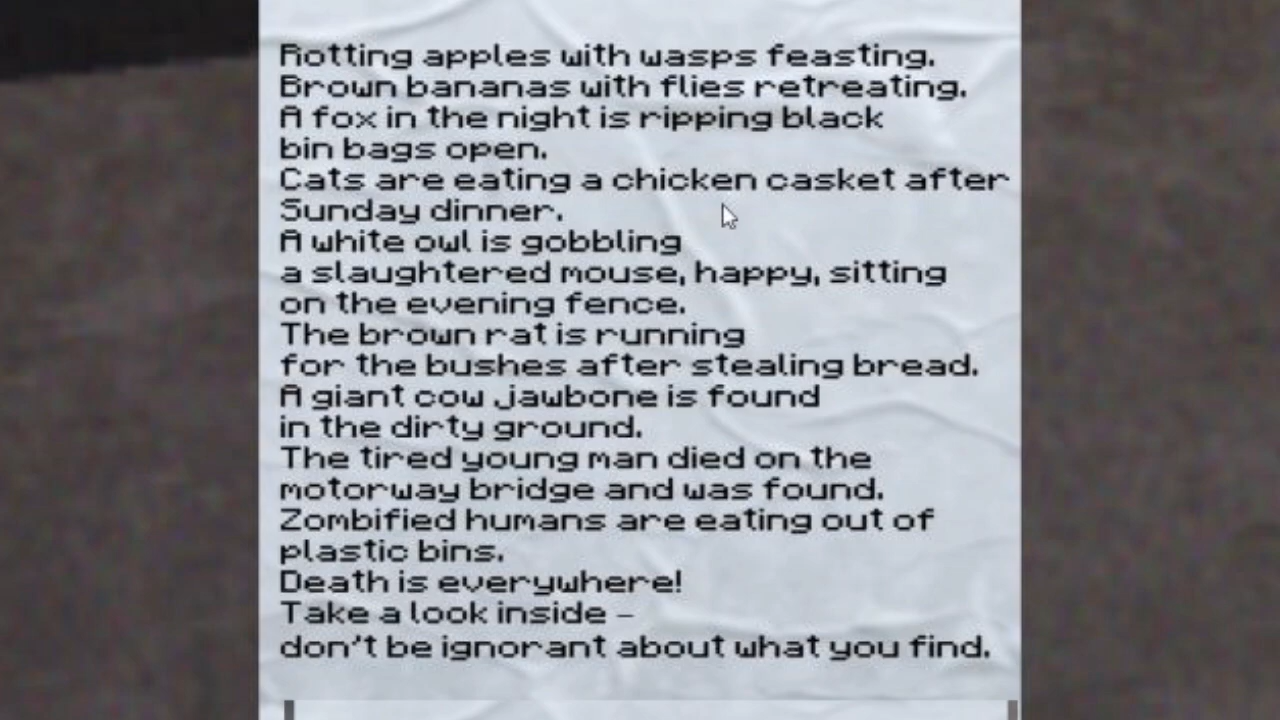 Rotting apples with wasps feasting.
Brown bananas with flies retreating.
A fox in the night is ripping black
bin bags open.
Cats are eating a chicken casket after
Sunday dinner.
A white owl is gobbling
a slaughtered mouse, happy, sitting
on the evening fence.
The brown rat is running
for the bushes after stealing bread.
A giant cow jawbone is found
in the dirty ground.
The tired young man died on the
motorway bridge and was found.
Zombified humans are eating out of
plastic bins.
Death is everywhere!
Take a look inside –
don't be ignorant about what you find.